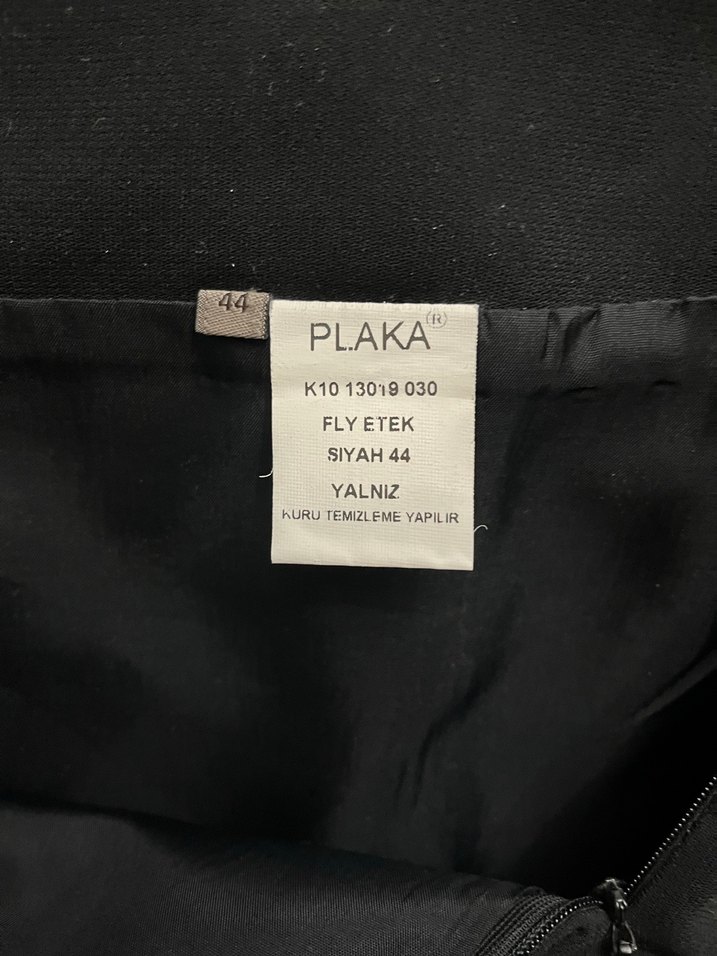 44
PLAKA®
K10 13019 030
FLY ETEK
SIYAH 44
YALNIZ
KURU TEMIZLEME YAPILIR